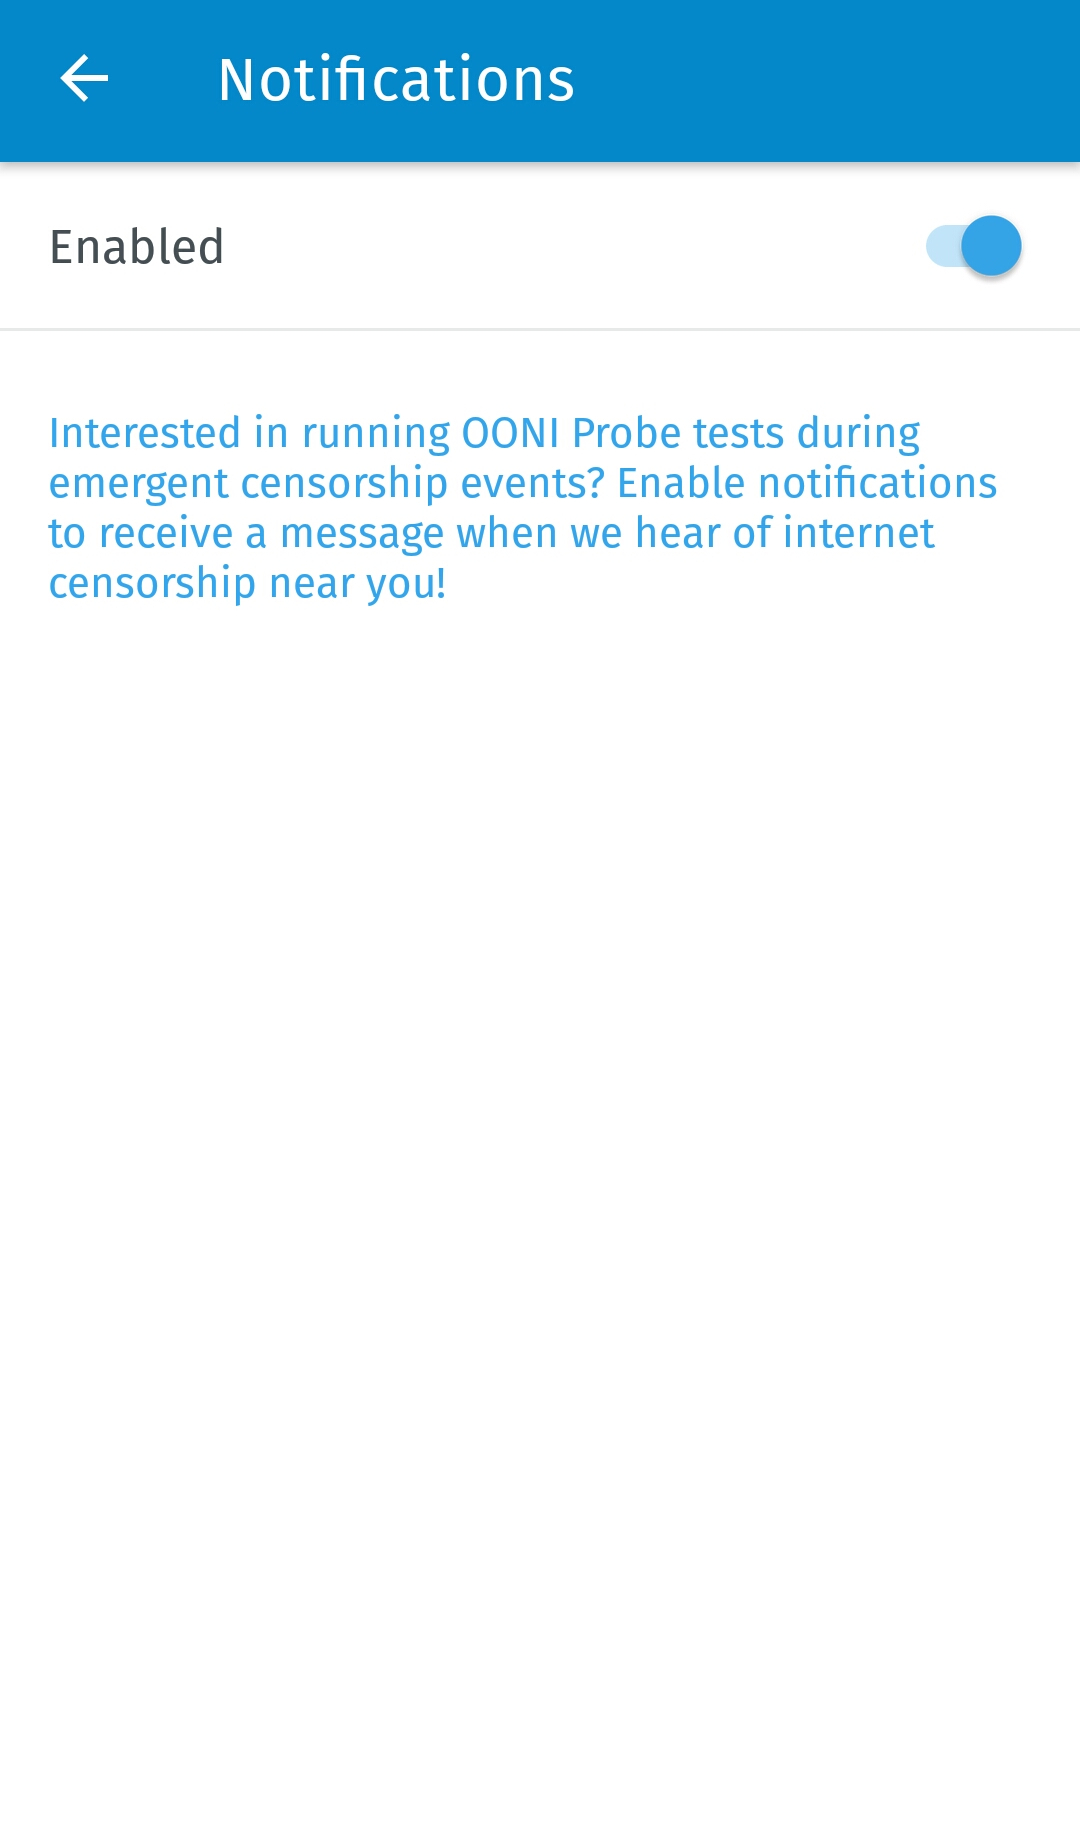 Notifications
Enabled
Interested in running OONI Probe tests during
emergent censorship events? Enable notifications
to receive a message when we hear of internet
censorship near you!